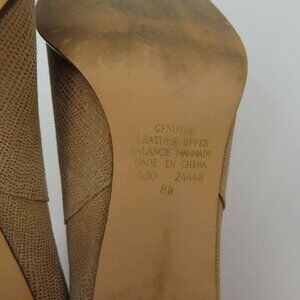 GENUINE
LEATHER UPPER
BALANCE MANMADE
MADE IN CHINA
430 24448
8B